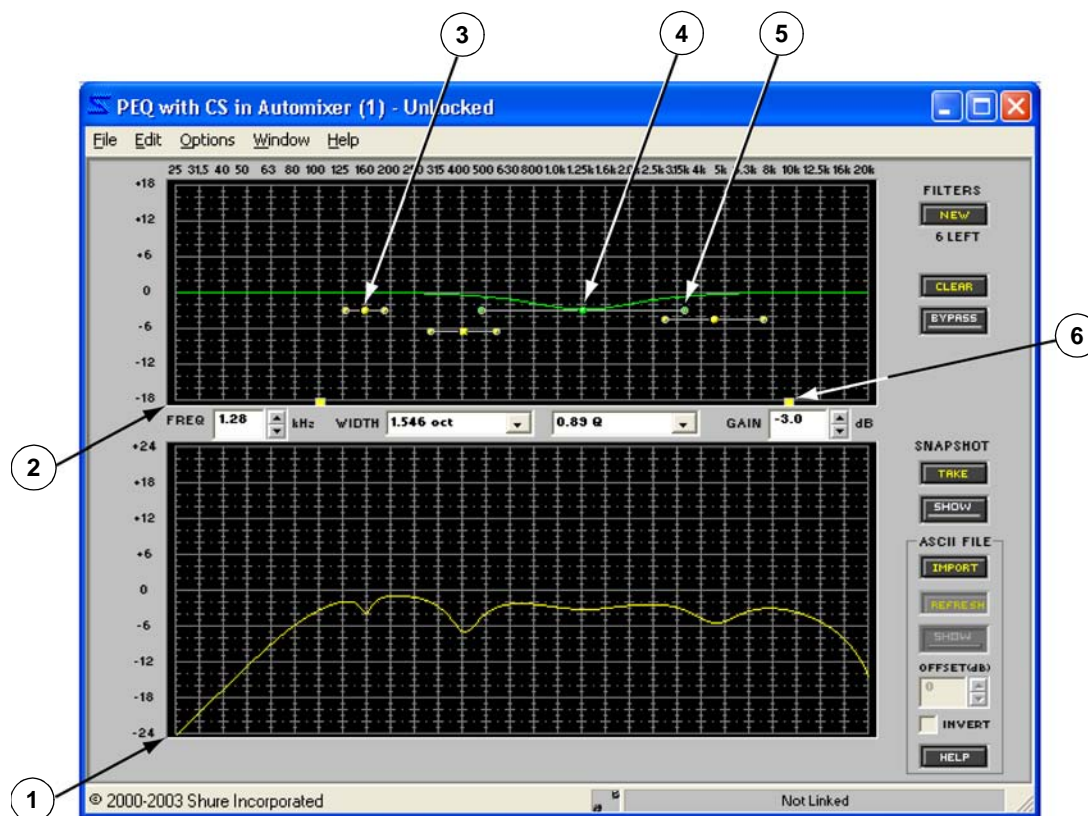 3
4
5
PEQ with CS in Automixer (1) - Unlocked
File Edit Options Window Help
25 31.5 40 50 63 80 100 125 160 200 250 315 400 500 630 800 1.0k 1.25k 1.6k 2.0k 2.5k 3.15k 4k 5k 6.3k 8k 10k 12.5k 16k 20k
+18
+12
+6
0
-6
-12
-18
FILTERS
NEW
6 LEFT
CLEAR
BYPASS
6
2
FREQ 1.28 kHz WIDTH 1.546 oct 0.89 Q GAIN -3.0 dB
+24
+18
+12
+6
0
-6
-12
-18
-24
SNAPSHOT
TAKE
SHOW
ASCII FILE
IMPORT
REFRESH
SHOW
OFFSET(dB)
0
INVERT
HELP
1
© 2000-2003 Shure Incorporated
Not Linked